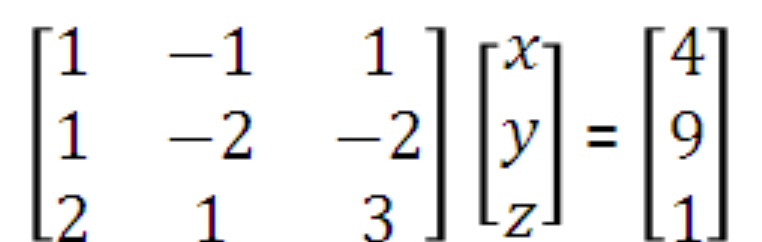 [1 −1 1] [x] = [4]
[1 −2 −2] [y] = [9]
[2 1 3] [z] = [1]